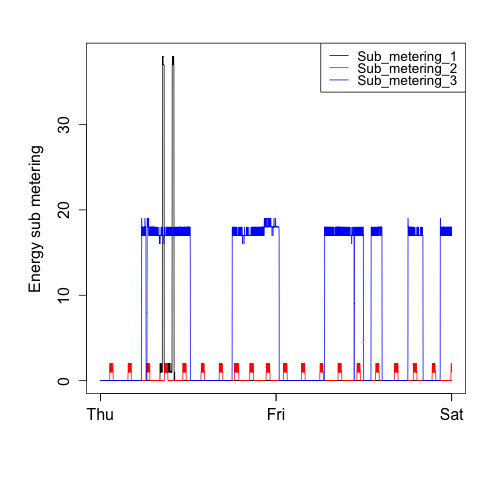 Sub_metering_1
Sub_metering_2
Sub_metering_3
Energy sub metering
30
20
10
0
Thu
Fri
Sat